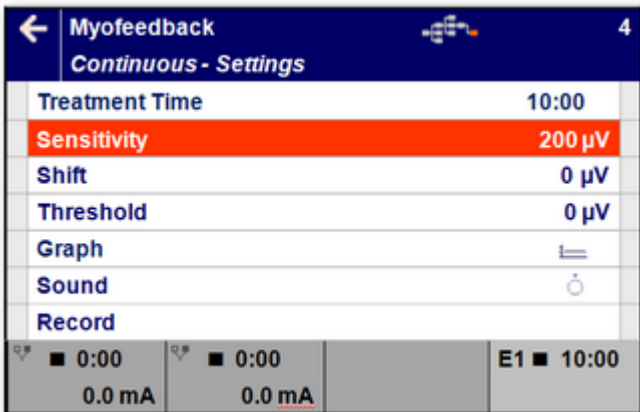 Myofeedback 4
Continuous - Settings
Treatment Time 10:00
Sensitivity 200 µV
Shift 0 µV
Threshold 0 µV
Graph
Sound
Record
0:00 0:00 E1 ■ 10:00
0.0 mA 0.0 mA